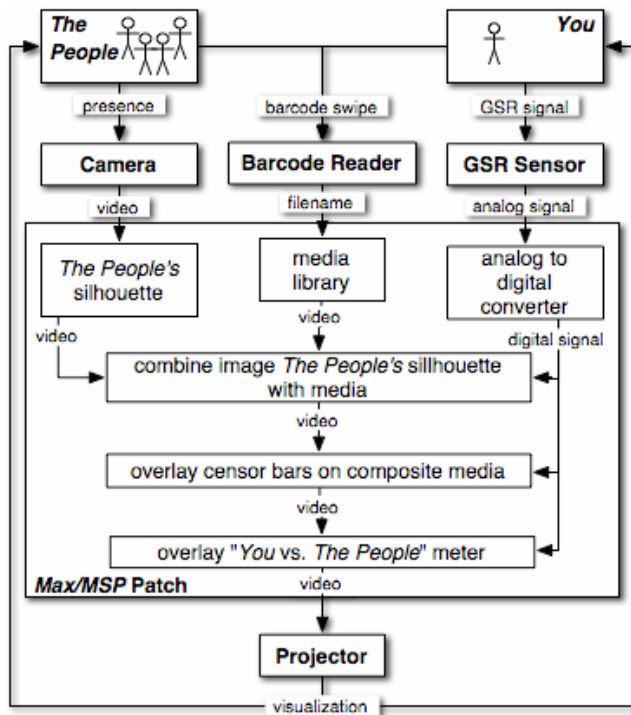 The
People
You
presence
barcode swipe
GSR signal
Camera
Barcode Reader
GSR Sensor
video
filename
analog signal
The People's
silhouette
media
library
analog to
digital
converter
video
video
digital signal
combine image The People's sillhouette
with media
video
overlay censor bars on composite media
video
overlay "You vs. The People" meter
Max/MSP Patch
video
Projector
visualization